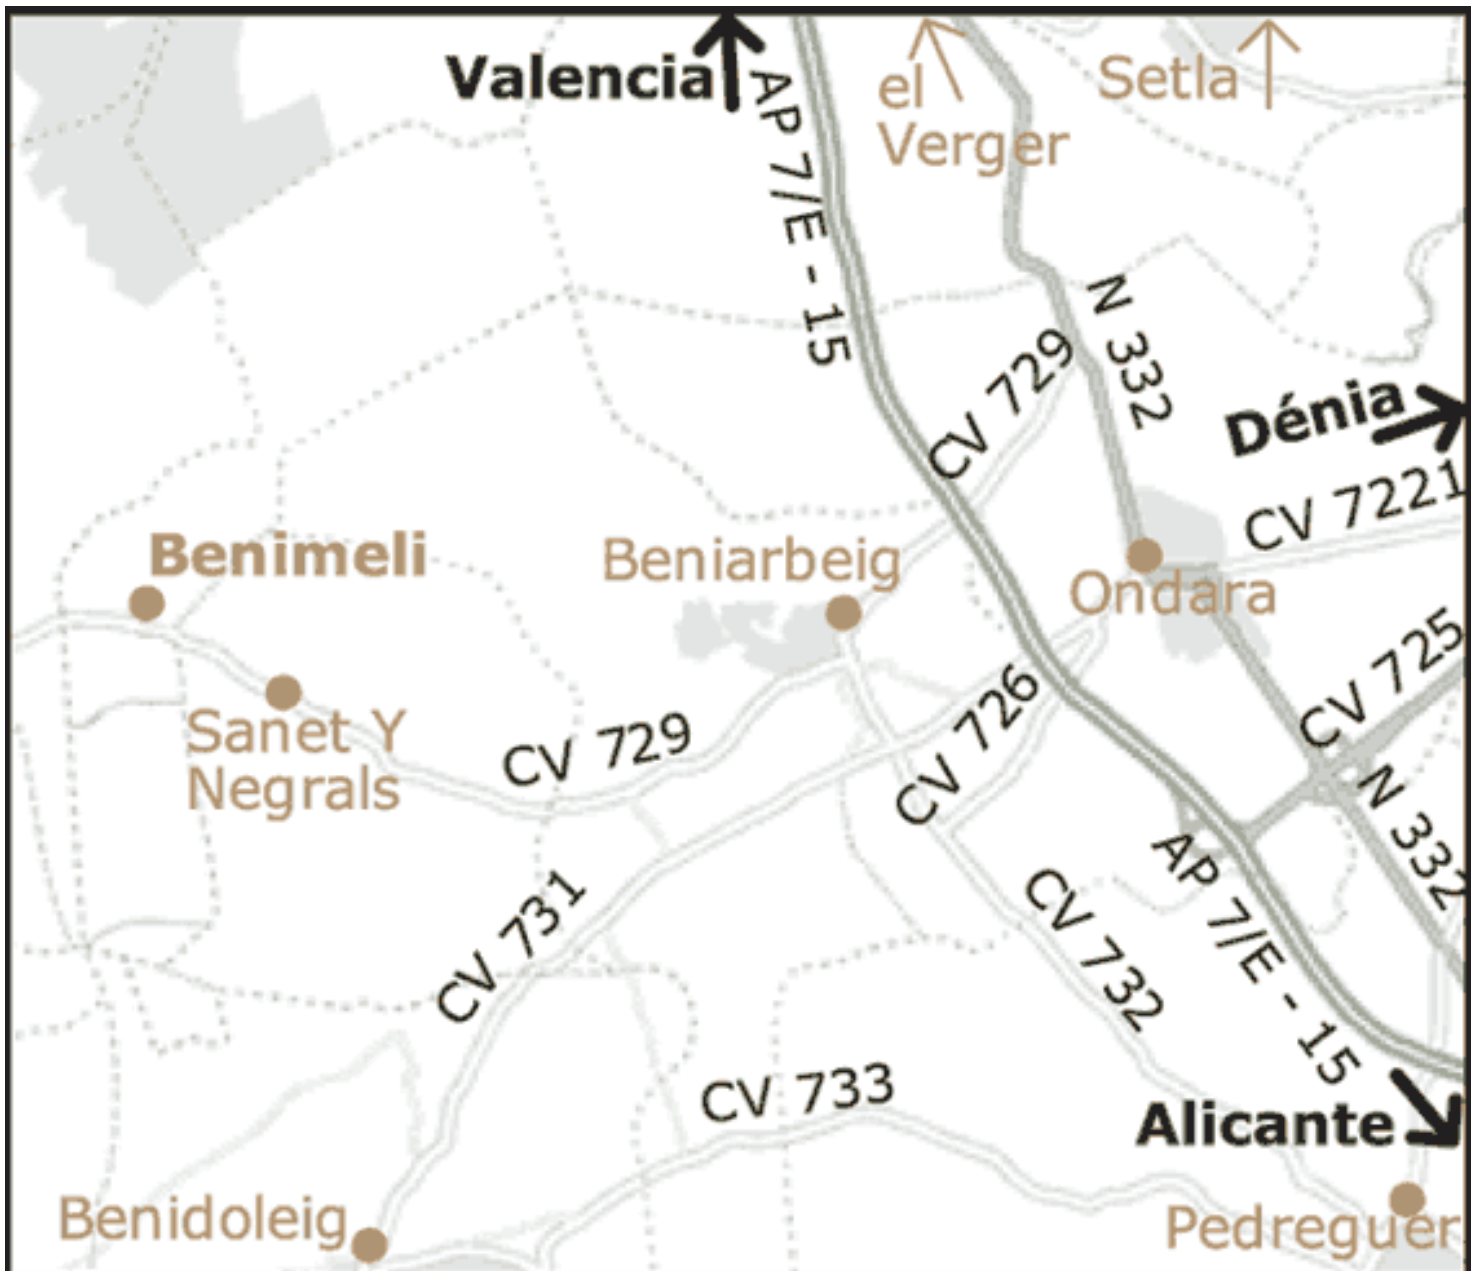 Valencia
AP 7/E - 15
el
Verger
Setla
N 332
CV 729
Dénia
CV 7221
Benimeli
Beniarbeig
Ondara
CV 725
Sanet Y
Negrals
CV 729
CV 726
N 332
AP 7/E - 15
CV 731
CV 732
CV 733
Alicante
Benidoleig
Pedreguer